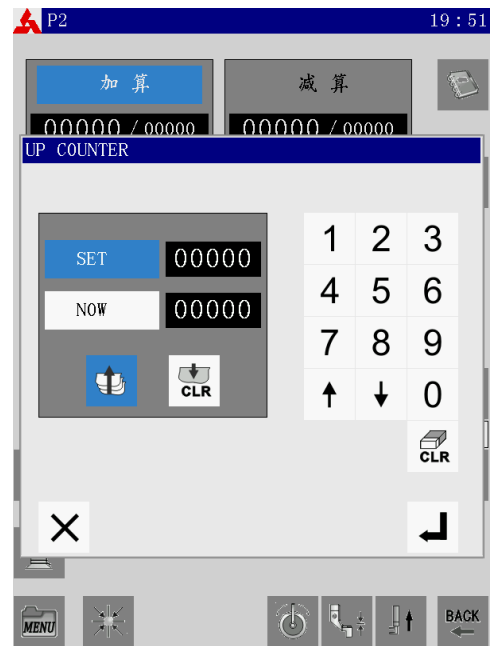 P2 19:51
加算 减算
00000/00000 00000/00000
UP COUNTER
1 2 3
SET 00000
4 5 6
NOW 00000
7 8 9
CLR
0
CLR
MENU BACK